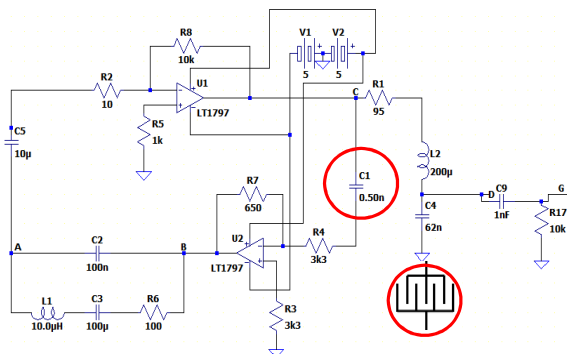 R8
10k
V1
V2
5
5
R2
10
U1
LT1797
C
R1
95
C5
10µ
R5
1k
L2
200µ
C1
0.50n
R7
650
D
C9
1nF
G
C4
62n
R17
10k
U2
LT1797
R4
3k3
A
C2
100n
B
L1
10.0µH
C3
100µ
R6
100
R3
3k3